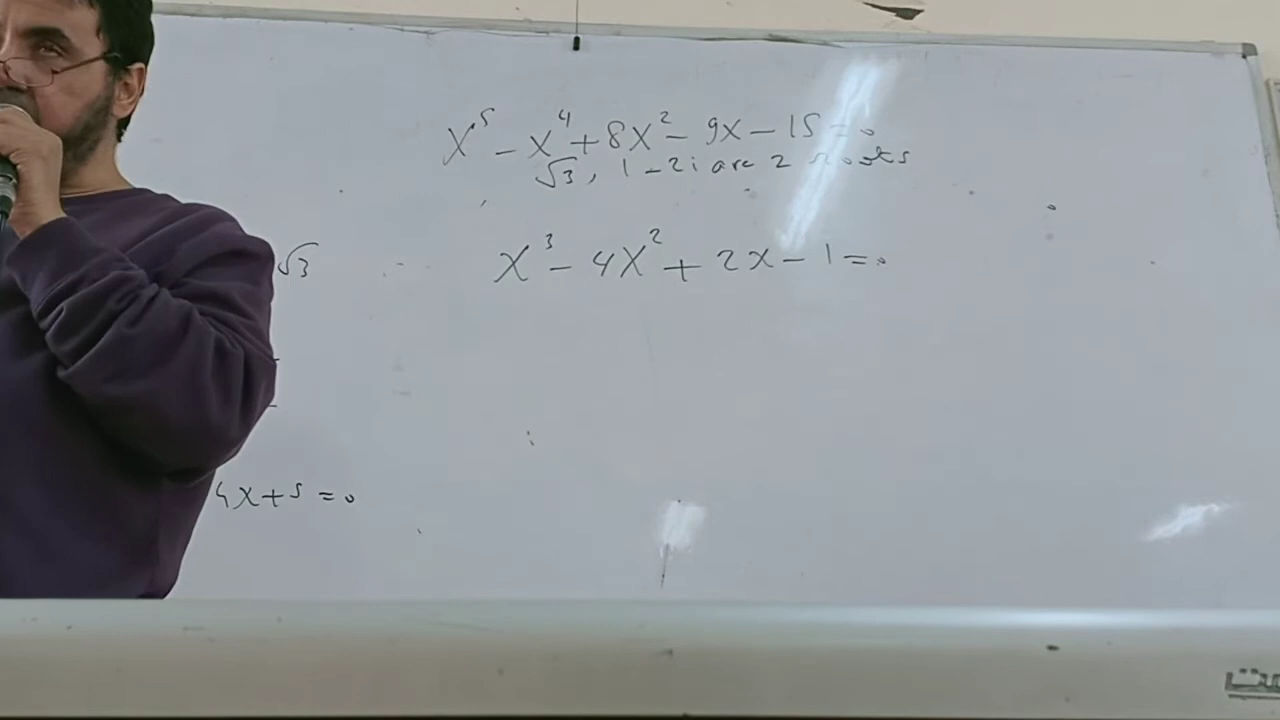 x⁵ - x⁴ + 8x² - 9x - 15 = 0
√3, 1 - 2i are 2 roots
√3
x³ - 4x² + 2x - 1 = 0
4x + 5 = 0